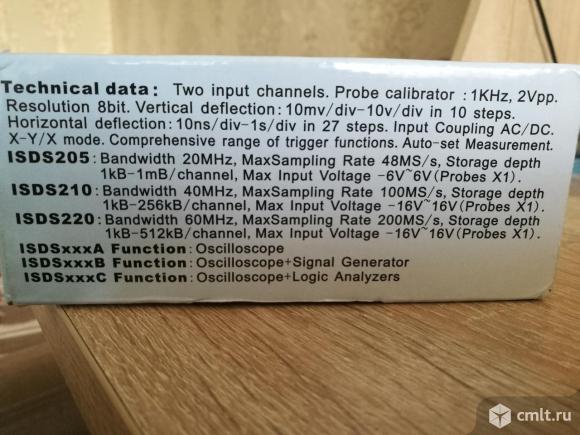 Technical data: Two input channels. Probe calibrator :1KHz, 2Vpp.
Resolution 8bit. Vertical deflection: 10mv/div-10v/div in 10 steps.
Horizontal deflection: 10ns/div-1s/div in 27 steps. Input Coupling AC/DC.
X-Y/X mode. Comprehensive range of trigger functions. Auto-set Measurement.
ISDS205: Bandwidth 20MHz, MaxSampling Rate 48MS/s, Storage depth
1kB-1mB/channel, Max Input Voltage -6V~6V(Probes X1).
ISDS210: Bandwidth 40MHz, MaxSampling Rate 100MS/s, Storage depth
1kB-256kB/channel, Max Input Voltage -16V~16V(Probes X1).
ISDS220: Bandwidth 60MHz, MaxSampling Rate 200MS/s, Storage depth
1kB-512kB/channel, Max Input Voltage -16V~16V(Probes X1).
ISDSxxxA Function: Oscilloscope
ISDSxxxB Function: Oscilloscope+Signal Generator
ISDSxxxC Function: Oscilloscope+Logic Analyzers
cmlt.ru